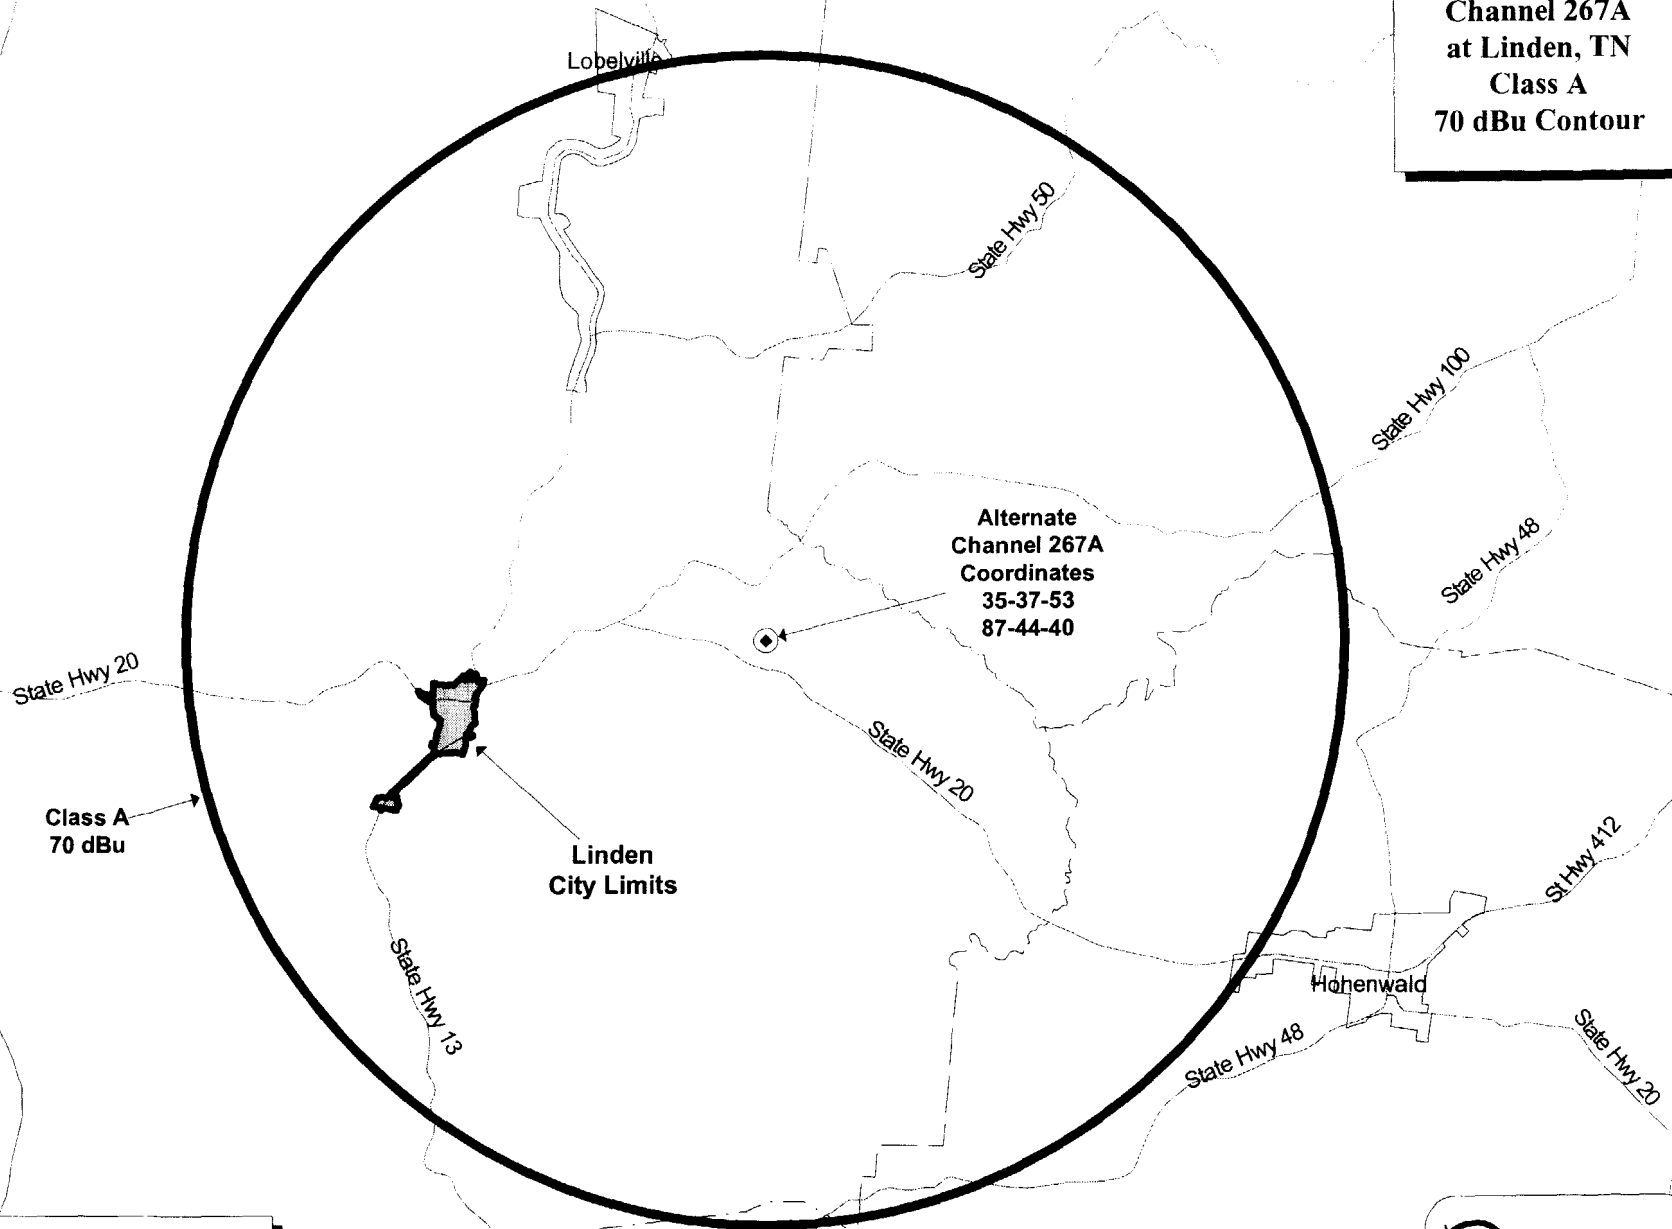 Channel 267A
at Linden, TN
Class A
70 dBu Contour
Lobelville
State Hwy 50
State Hwy 100
Alternate
Channel 267A
Coordinates
35-37-53
87-44-40
State Hwy 48
State Hwy 20
State Hwy 20
Class A
70 dBu
Linden
City Limits
St Hwy 412
State Hwy 13
Hohenwald
State Hwy 48
State Hwy 20